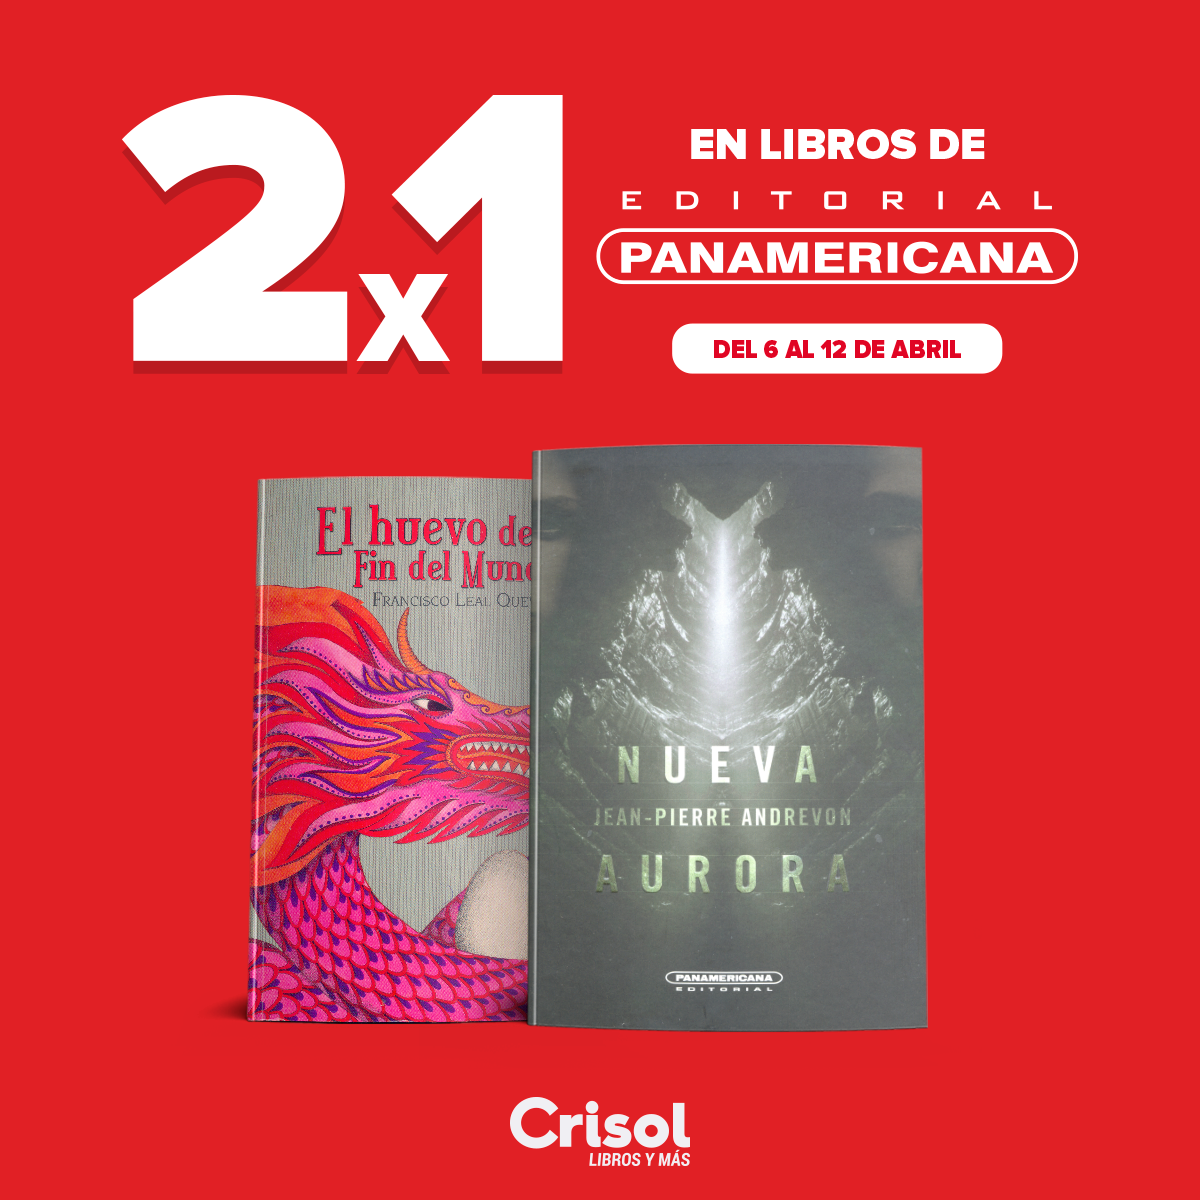 2x1
EN LIBROS DE
EDITORIAL
PANAMERICANA
DEL 6 AL 12 DE ABRIL
El huevo de
Fin del Mun
FRANCISCO LEAL QUE
NUEVA
JEAN-PIERRE ANDREVON
AURORA
PANAMERICANA
EDITORIAL
Crisol
LIBROS Y MÁS